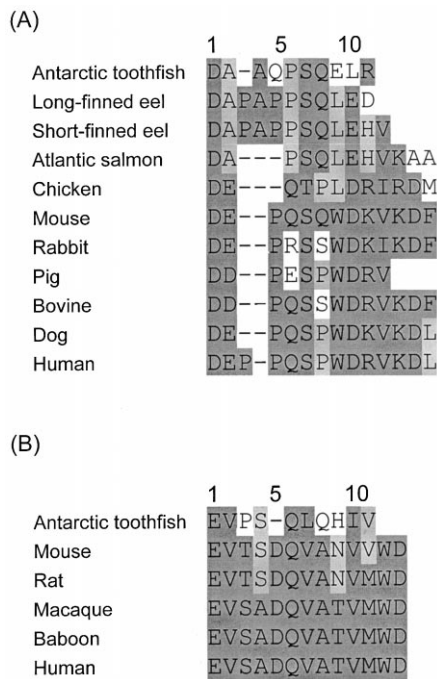 (A)
1 5 10
Antarctic toothfish DA-AQPSQELR
Long-finned eel DAPAPPSQLED
Short-finned eel DAPAPPSQLEHV
Atlantic salmon DA---PSQLEHVKAA
Chicken DE---QTPLDRIRDM
Mouse DE--PQSQWDKVKDF
Rabbit DE--PRSSWDKIKDF
Pig DD--PESPWDRV
Bovine DD--PQSSWDRVKDF
Dog DE--PQSPWDKVKDL
Human DEP-PQSPWDRVKDL
(B)
1 5 10
Antarctic toothfish EVPS-QLQHIV
Mouse EVTSDQVANVVWD
Rat EVTSDQVANVMWD
Macaque EVSADQVATVMWD
Baboon EVSADQVATVMWD
Human EVSADQVATVMWD